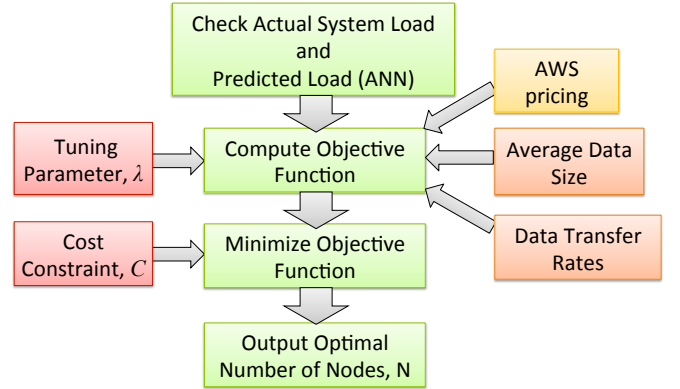 Check Actual System Load
and
Predicted Load (ANN)
AWS
pricing
Tuning
Parameter, λ
Compute Objective
Function
Average Data
Size
Cost
Constraint, C
Minimize Objective
Function
Data Transfer
Rates
Output Optimal
Number of Nodes, N